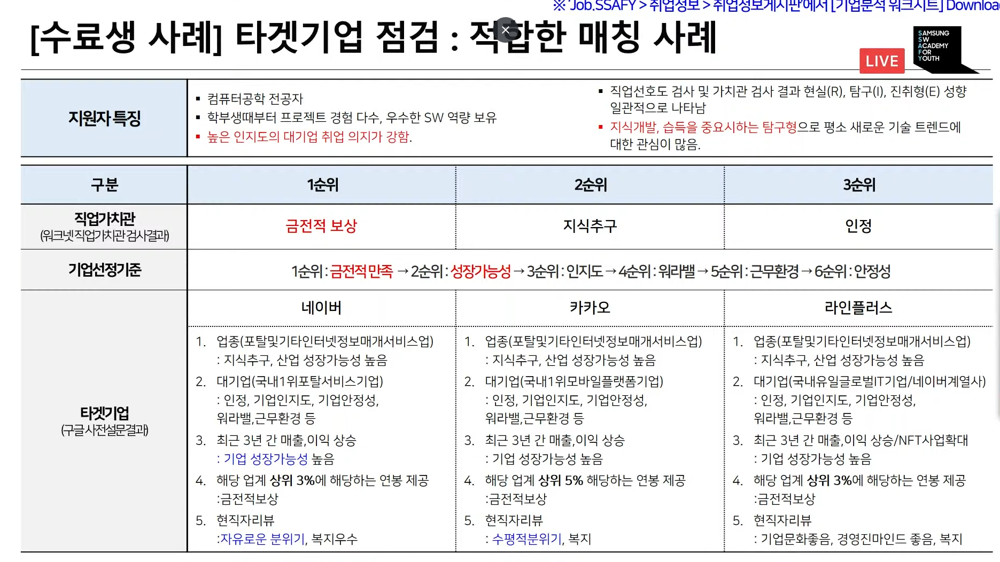 ※ 'Job.SSAFY > 취업정보 > 취업정보게시판'에서 [기업분석 워크시트] Downloa
[수료생 사례] 타겟기업 점검 : 적합한 매칭 사례
LIVE
SAMSUNG
SW
ACADEMY
FOR
YOUTH
지원자 특징
▪ 컴퓨터공학 전공자
▪ 학부생때부터 프로젝트 경험 다수, 우수한 SW 역량 보유
▪ 높은 인지도의 대기업 취업 의지가 강함.
▪ 직업선호도 검사 및 가치관 검사 결과 현실(R), 탐구(I), 진취형(E) 성향
일관적으로 나타남
▪ 지식개발, 습득을 중요시하는 탐구형으로 평소 새로운 기술 트렌드에
대한 관심이 많음.
구분 1순위 2순위 3순위
직업가치관
(워크넷 직업가치관 검사결과)
금전적 보상 지식추구 인정
기업선정기준
1순위 : 금전적 만족 → 2순위 : 성장가능성 → 3순위 : 인지도 → 4순위 : 워라밸 → 5순위 : 근무환경 → 6순위 : 안정성
타겟기업
(구글 사전설문결과)
네이버
1. 업종(포탈및기타인터넷정보매개서비스업)
: 지식추구, 산업 성장가능성 높음
2. 대기업(국내1위포탈서비스기업)
: 인정, 기업인지도, 기업안정성,
워라밸,근무환경 등
3. 최근 3년 간 매출,이익 상승
: 기업 성장가능성 높음
4. 해당 업계 상위 3%에 해당하는 연봉 제공
:금전적보상
5. 현직자리뷰
:자유로운 분위기, 복지우수
카카오
1. 업종(포탈및기타인터넷정보매개서비스업)
: 지식추구, 산업 성장가능성 높음
2. 대기업(국내1위모바일플랫폼기업)
: 인정, 기업인지도, 기업안정성,
워라밸,근무환경 등
3. 최근 3년 간 매출,이익 상승
: 기업 성장가능성 높음
4. 해당 업계 상위 5% 해당하는 연봉 제공
:금전적보상
5. 현직자리뷰
: 수평적분위기, 복지
라인플러스
1. 업종(포탈및기타인터넷정보매개서비스업)
: 지식추구, 산업 성장가능성 높음
2. 대기업(국내유일글로벌IT기업/네이버계열사)
: 인정, 기업인지도, 기업안정성,
워라밸,근무환경 등
3. 최근 3년 간 매출,이익 상승/NFT사업확대
: 기업 성장가능성 높음
4. 해당 업계 상위 3%에 해당하는 연봉 제공
:금전적보상
5. 현직자리뷰
: 기업문화좋음, 경영진마인드 좋음, 복지